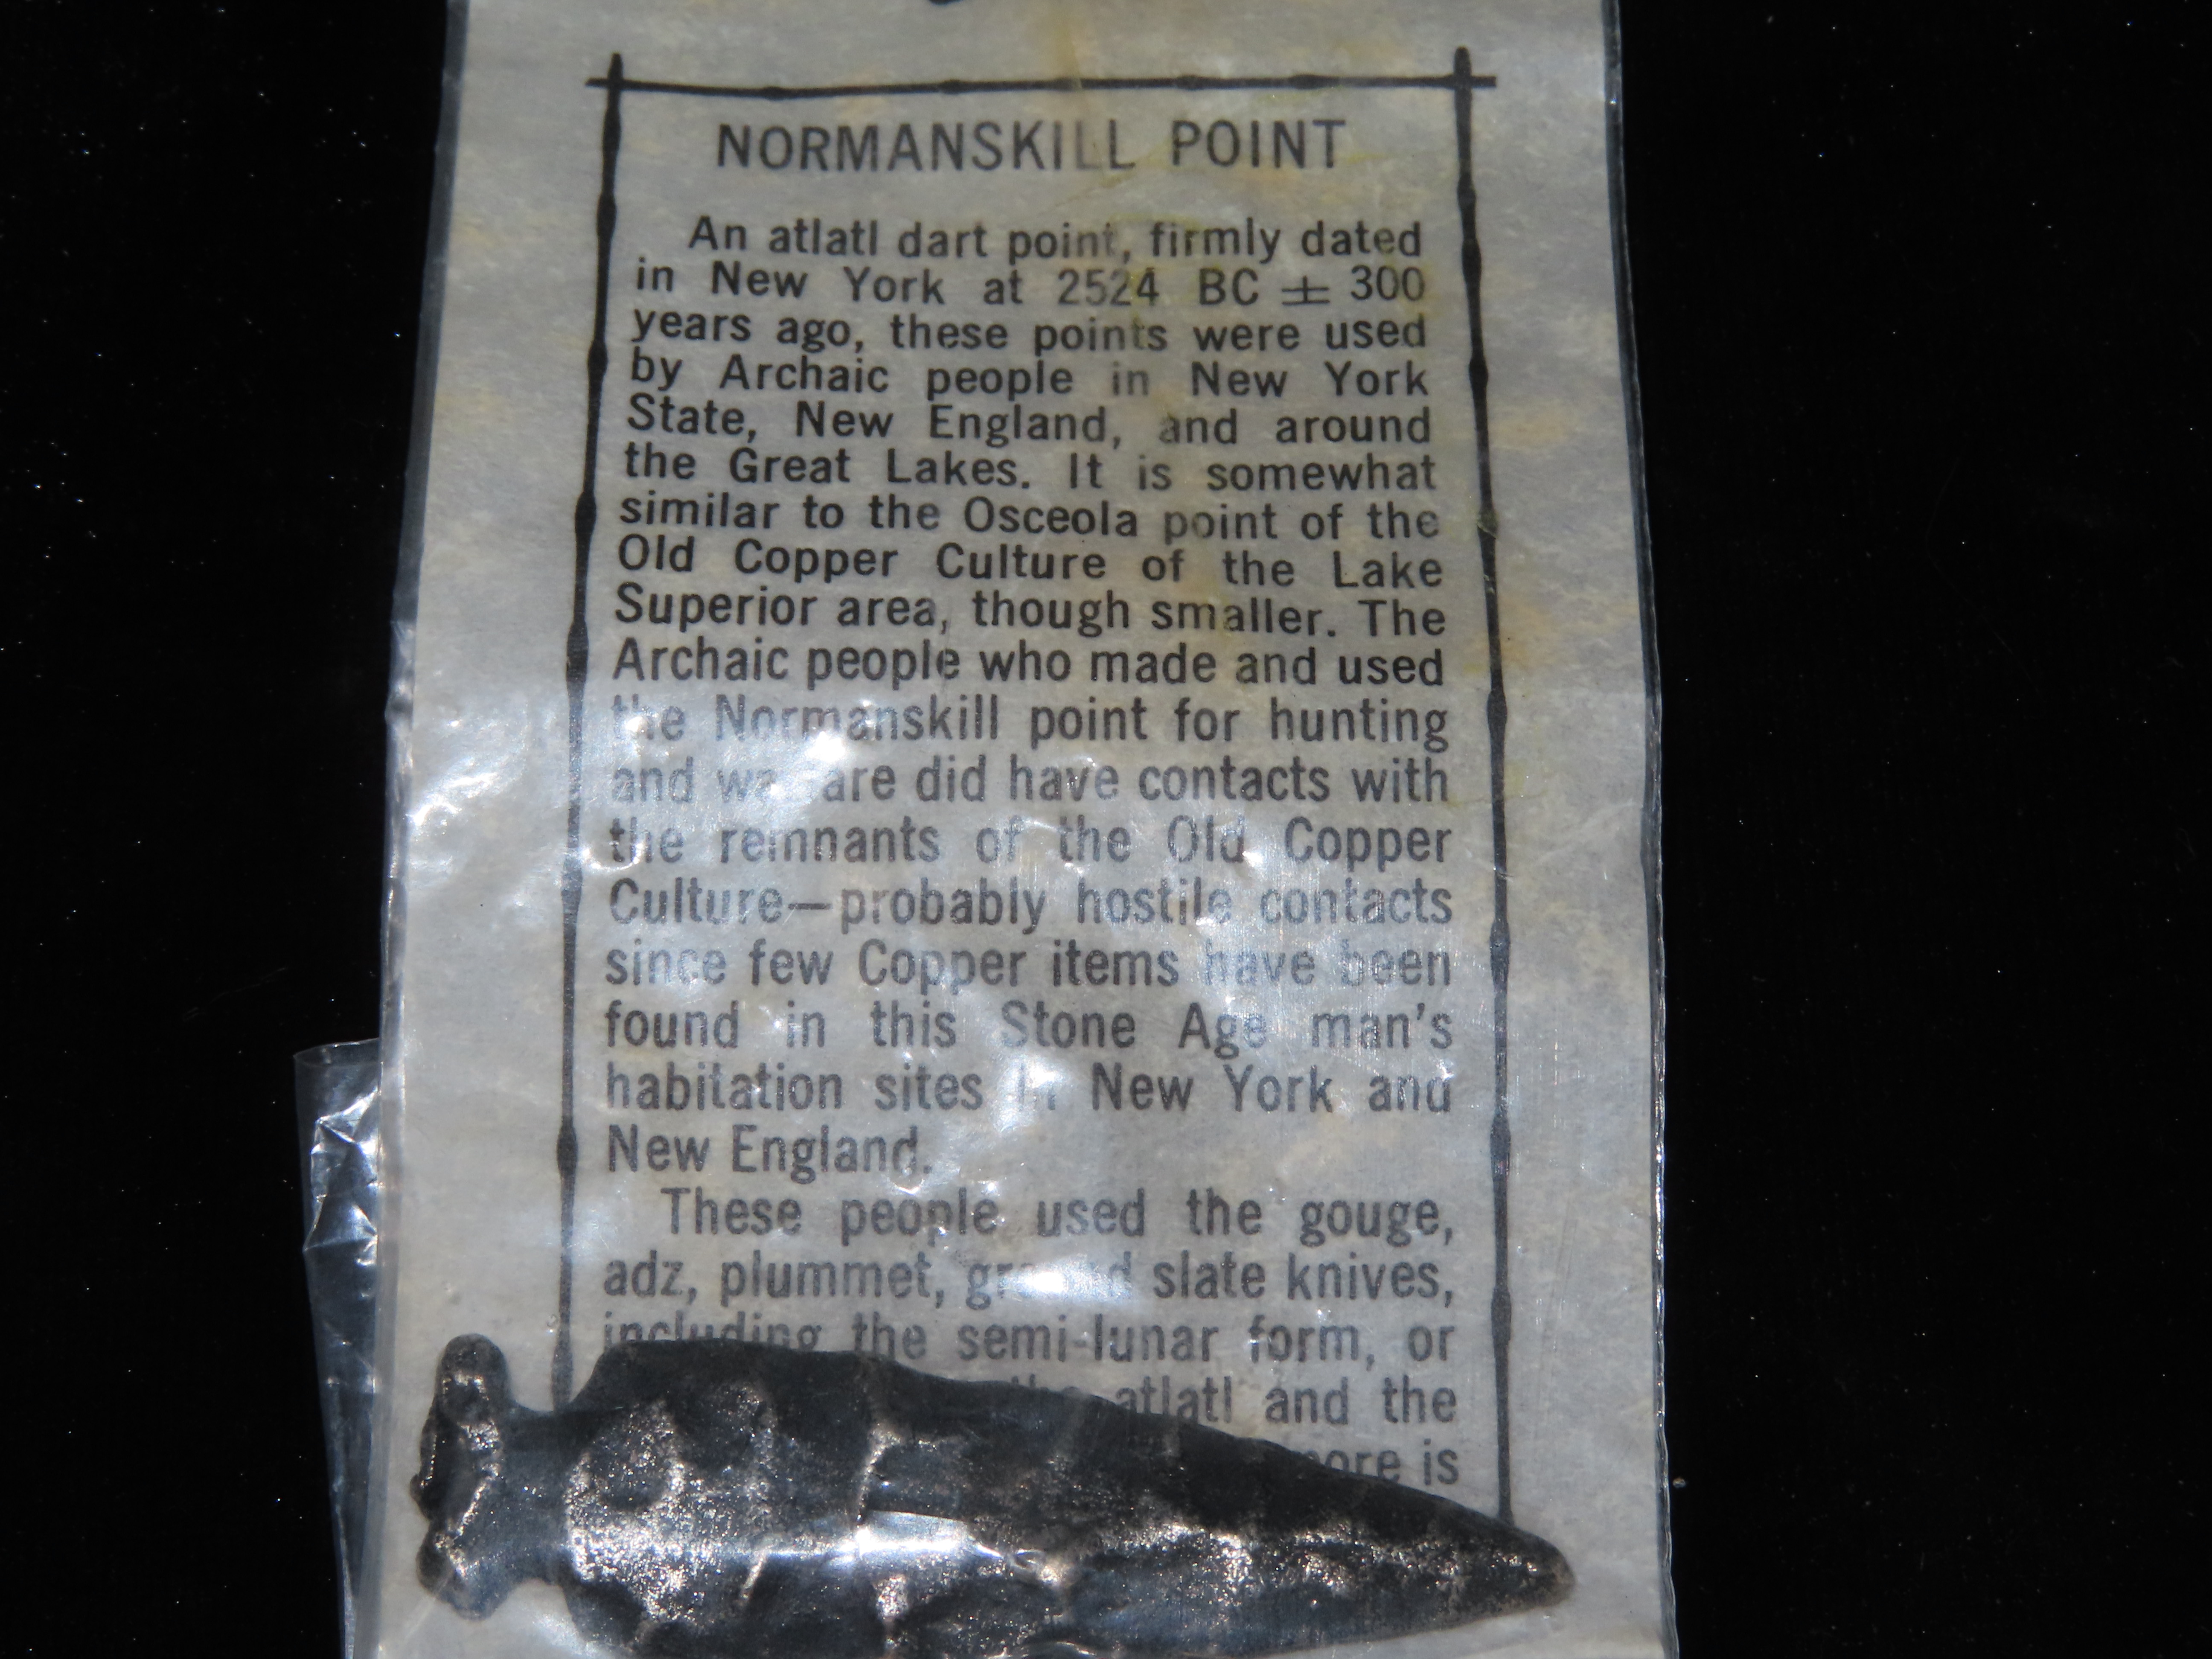 NORMANSKILL POINT
An atlatl dart point, firmly dated
in New York at 2524 BC ± 300
years ago, these points were used
by Archaic people in New York
State, New England, and around
the Great Lakes. It is somewhat
similar to the Osceola point of the
Old Copper Culture of the Lake
Superior area, though smaller. The
Archaic people who made and used
the Normanskill point for hunting
and warfare did have contacts with
the remnants of the Old Copper
Culture—probably hostile contacts
since few Copper items have been
found in this Stone Age man's
habitation sites in New York and
New England.
These people used the gouge,
adz, plummet, ground slate knives,
including the semi-lunar form, or
the atlatl and the
is